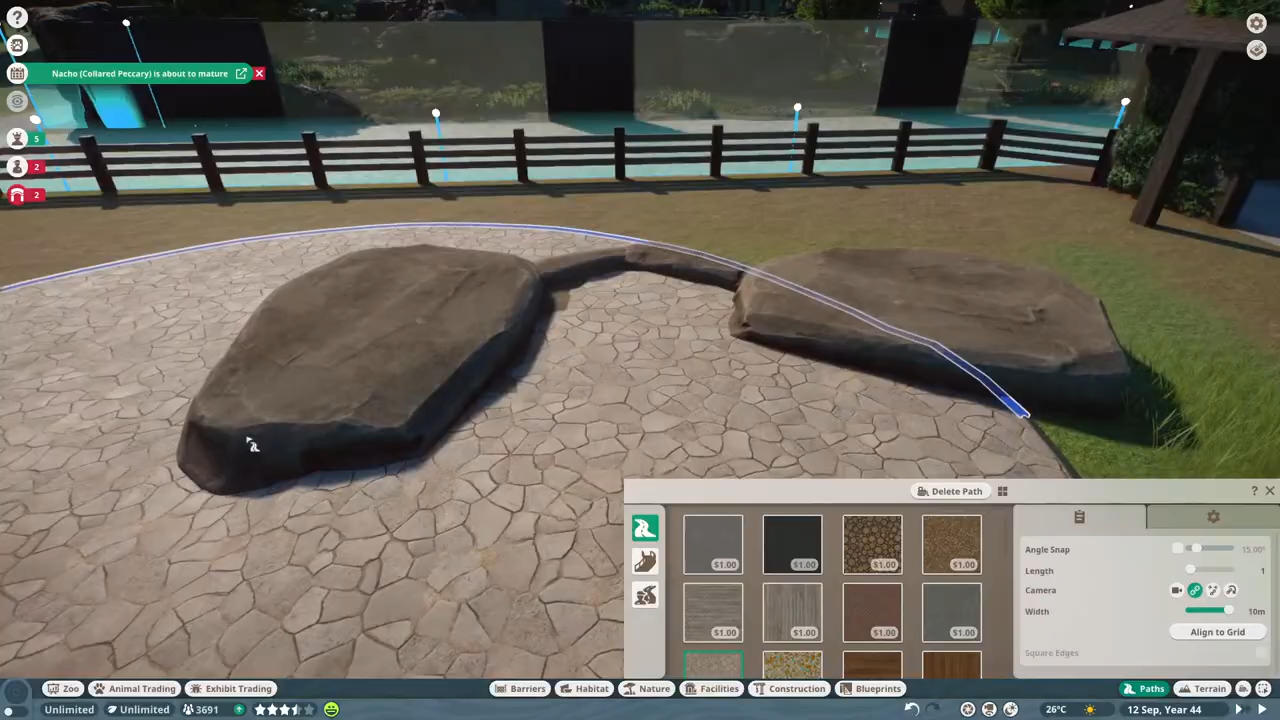 ?
Nacho (Collared Peccary) is about to mature
5
2
2
Delete Path
?
$1.00 $1.00 $1.00 $1.00
$1.00 $1.00 $1.00 $1.00
Angle Snap 15.00°
Length 1
Camera
Width 10m
Align to Grid
Square Edges
Zoo Animal Trading Exhibit Trading Barriers Habitat Nature Facilities Construction Blueprints Paths Terrain
Unlimited Unlimited 3691 26°C 12 Sep, Year 44